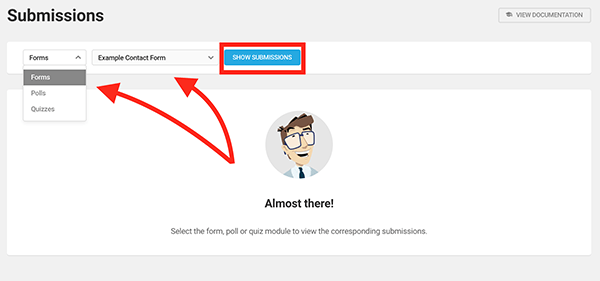 Submissions
VIEW DOCUMENTATION
Forms
Example Contact Form
SHOW SUBMISSIONS
Forms
Polls
Quizzes
Almost there!
Select the form, poll or quiz module to view the corresponding submissions.